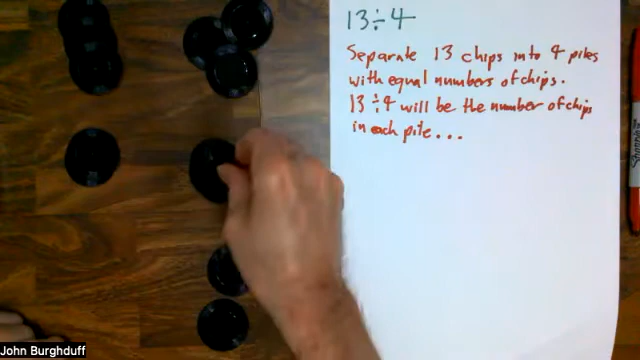 13÷4
Separate 13 chips into 4 piles
with equal numbers of chips.
13÷4 will be the number of chips
in each pile...
Sharpie
John Burghduff